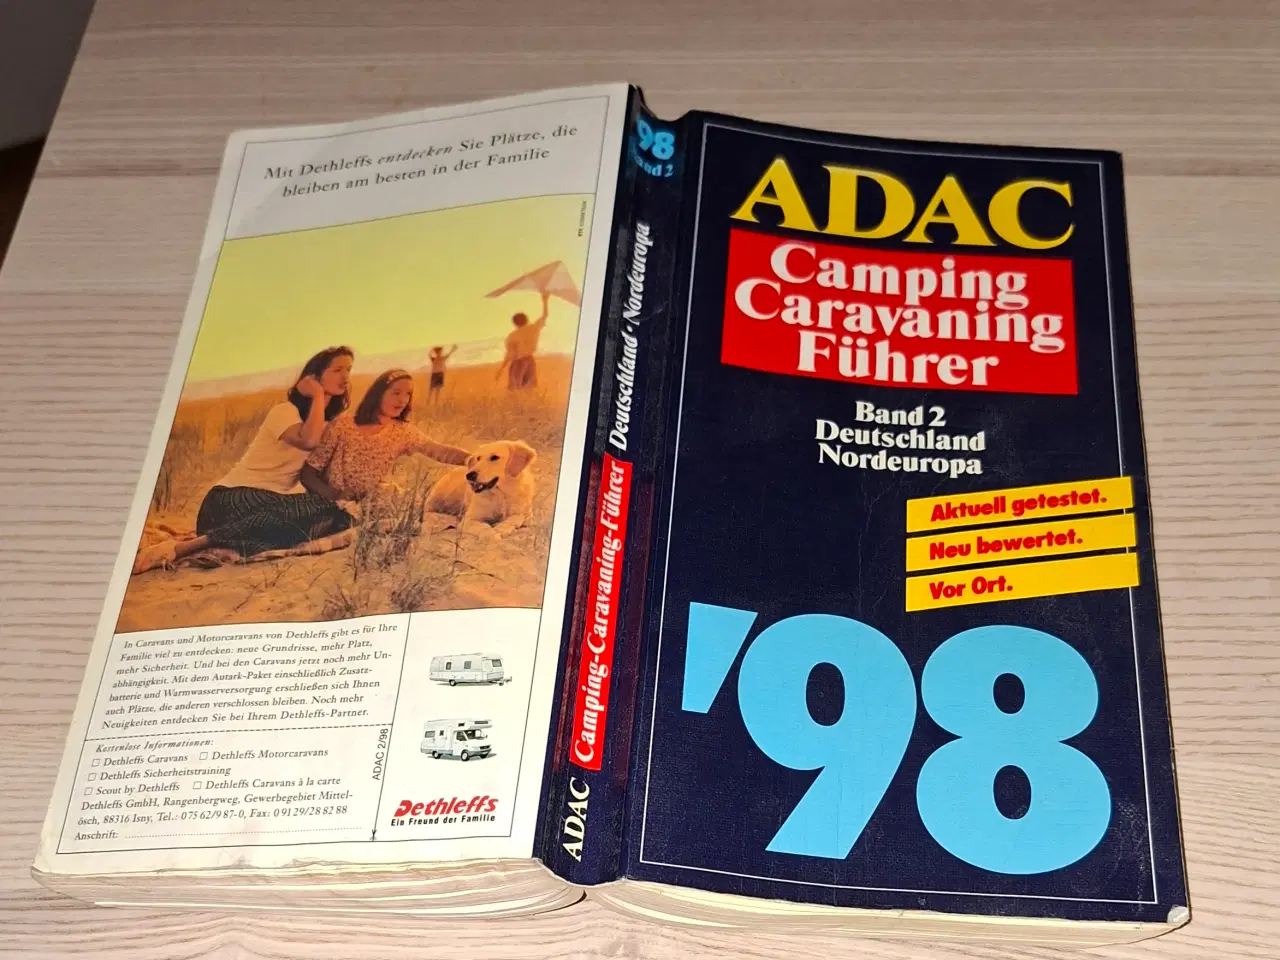 Mit Dethleffs entdecken Sie Plätze, die
bleiben am besten in der Familie
In Caravans und Motorcaravans von Dethleffs gibt es für Ihre
Familie viel zu entdecken: neue Grundrisse, mehr Platz,
mehr Sicherheit. Und bei den Caravans jetzt noch mehr Un-
abhängigkeit. Mit dem Autark-Paket einschließlich Zusatz-
batterie und Warmwasserversorgung erschließen sich Ihnen
auch Plätze, die anderen verschlossen bleiben. Noch mehr
Neuigkeiten entdecken Sie bei Ihrem Dethleffs-Partner.
Kostenlose Informationen:
☐ Dethleffs Caravans ☐ Dethleffs Motorcaravans
☐ Dethleffs Sicherheitstraining
☐ Scout by Dethleffs ☐ Dethleffs Caravans à la carte
Dethleffs GmbH, Rangenbergweg, Gewerbegebiet Mittel-
ösch, 88316 Isny, Tel.: 0 75 62/9 87-0, Fax: 0 91 29/28 82 88
Anschrift:
ADAC 2/98
Dethleffs
Ein Freund der Familie
'98
Band 2
ADAC Camping-Caravaning-Führer Deutschland · Nordeuropa
ADAC
Camping
Caravaning
Führer
Band 2
Deutschland
Nordeuropa
Aktuell getestet.
Neu bewertet.
Vor Ort.
'98